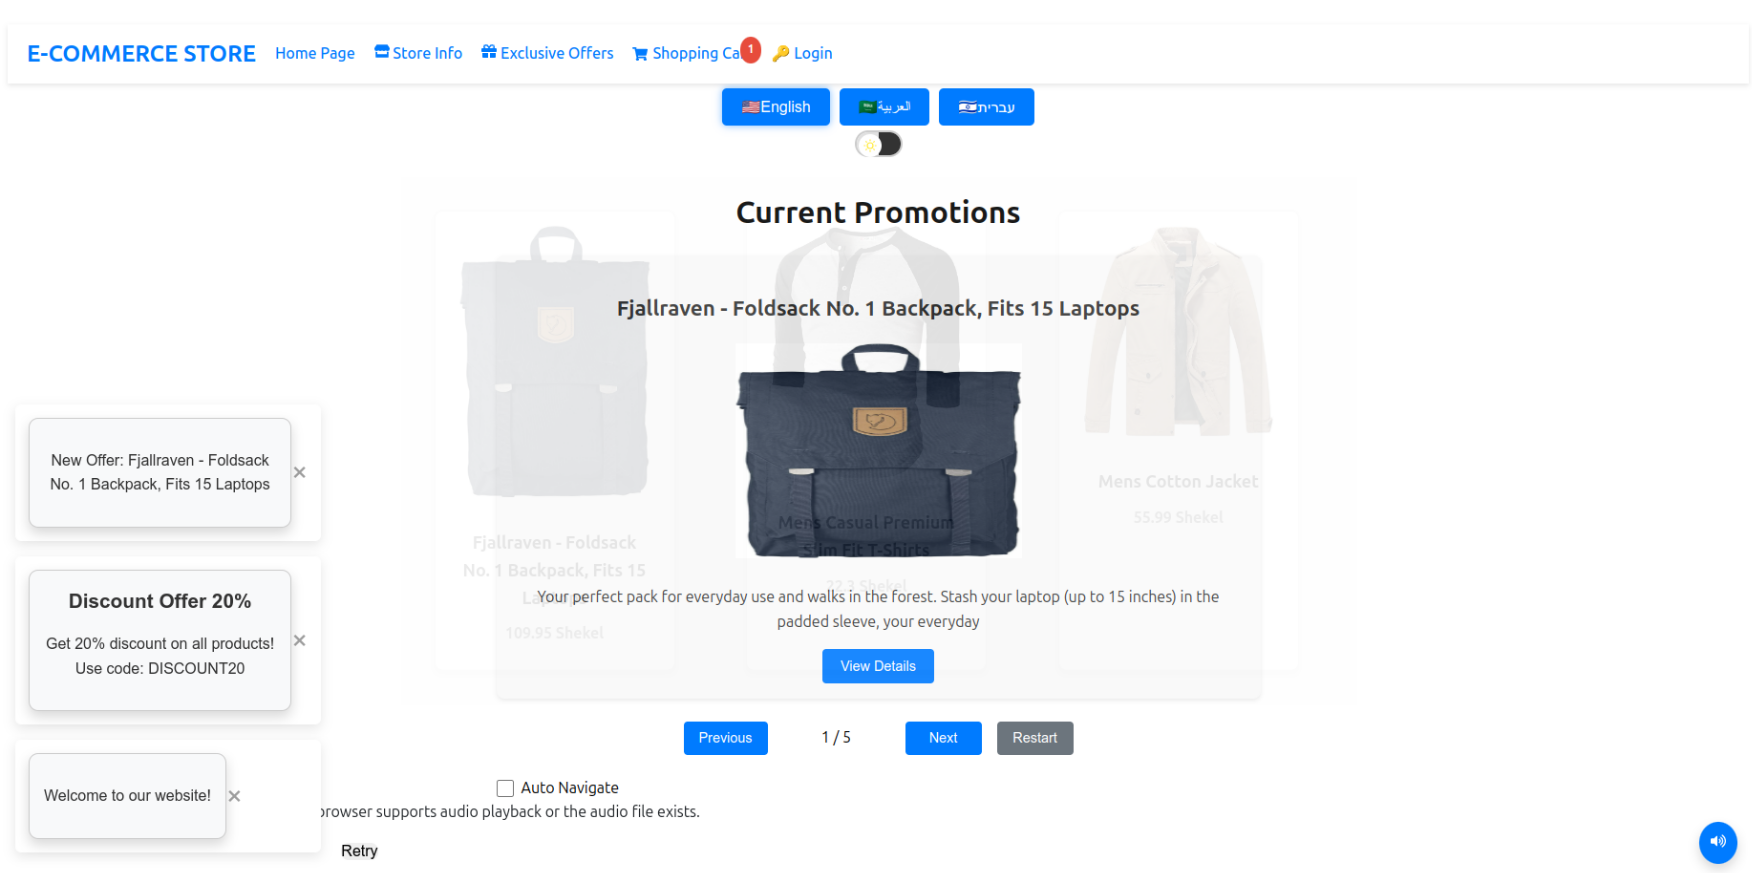 E-COMMERCE STORE
Home Page
Store Info
Exclusive Offers
Shopping Ca
1
Login
English
العربية
עברית
Current Promotions
Fjallraven - Foldsack No. 1 Backpack, Fits 15 Laptops
Your perfect pack for everyday use and walks in the forest. Stash your laptop (up to 15 inches) in the
padded sleeve, your everyday
View Details
Fjallraven - Foldsack
No. 1 Backpack, Fits 15
Laptops
109.95 Shekel
Mens Casual Premium
Slim Fit T-Shirts
22.3 Shekel
Mens Cotton Jacket
55.99 Shekel
Previous
1 / 5
Next
Restart
Auto Navigate
browser supports audio playback or the audio file exists.
Retry
New Offer: Fjallraven - Foldsack
No. 1 Backpack, Fits 15 Laptops
×
Discount Offer 20%
Get 20% discount on all products!
Use code: DISCOUNT20
×
Welcome to our website!
×